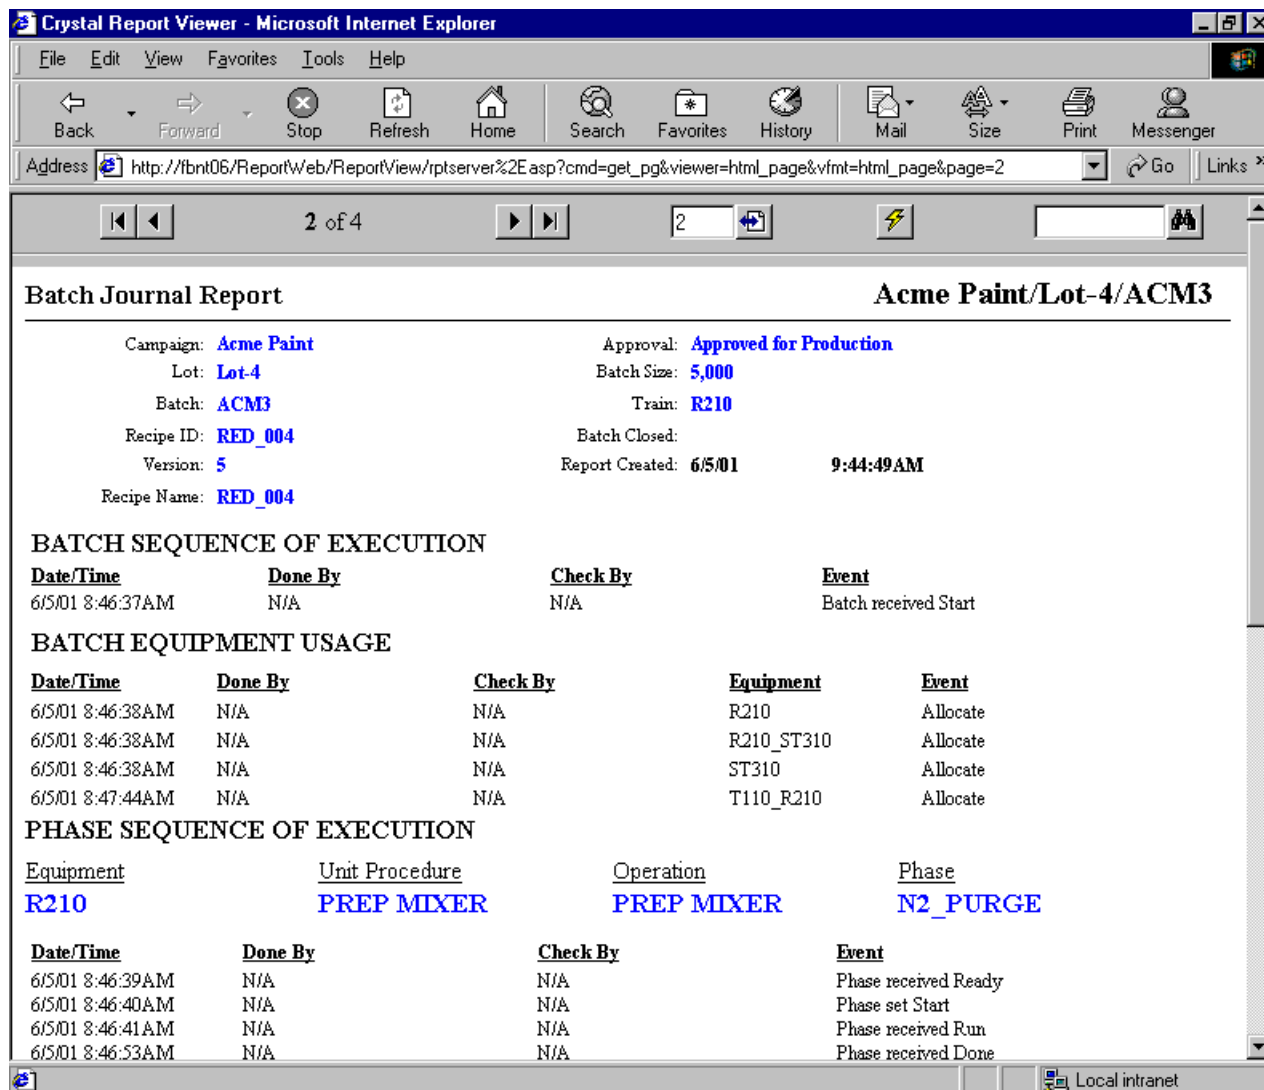 Crystal Report Viewer - Microsoft Internet Explorer
File Edit View Favorites Tools Help
Back Forward Stop Refresh Home Search Favorites History Mail Size Print Messenger
Address http://fbnt06/ReportWeb/ReportView/rptserver%2Easp?cmd=get_pg&viewer=html_page&vfmt=html_page&page=2 Go Links »
2 of 4 2
Batch Journal Report Acme Paint/Lot-4/ACM3
Campaign: Acme Paint Approval: Approved for Production
Lot: Lot-4 Batch Size: 5,000
Batch: ACM3 Train: R210
Recipe ID: RED_004 Batch Closed:
Version: 5 Report Created: 6/5/01 9:44:49AM
Recipe Name: RED_004
BATCH SEQUENCE OF EXECUTION
Date/Time Done By Check By Event
6/5/01 8:46:37AM N/A N/A Batch received Start
BATCH EQUIPMENT USAGE
Date/Time Done By Check By Equipment Event
6/5/01 8:46:38AM N/A N/A R210 Allocate
6/5/01 8:46:38AM N/A N/A R210_ST310 Allocate
6/5/01 8:46:38AM N/A N/A ST310 Allocate
6/5/01 8:47:44AM N/A N/A T110_R210 Allocate
PHASE SEQUENCE OF EXECUTION
Equipment Unit Procedure Operation Phase
R210 PREP MIXER PREP MIXER N2_PURGE
Date/Time Done By Check By Event
6/5/01 8:46:39AM N/A N/A Phase received Ready
6/5/01 8:46:40AM N/A N/A Phase set Start
6/5/01 8:46:41AM N/A N/A Phase received Run
6/5/01 8:46:53AM N/A N/A Phase received Done
Local intranet